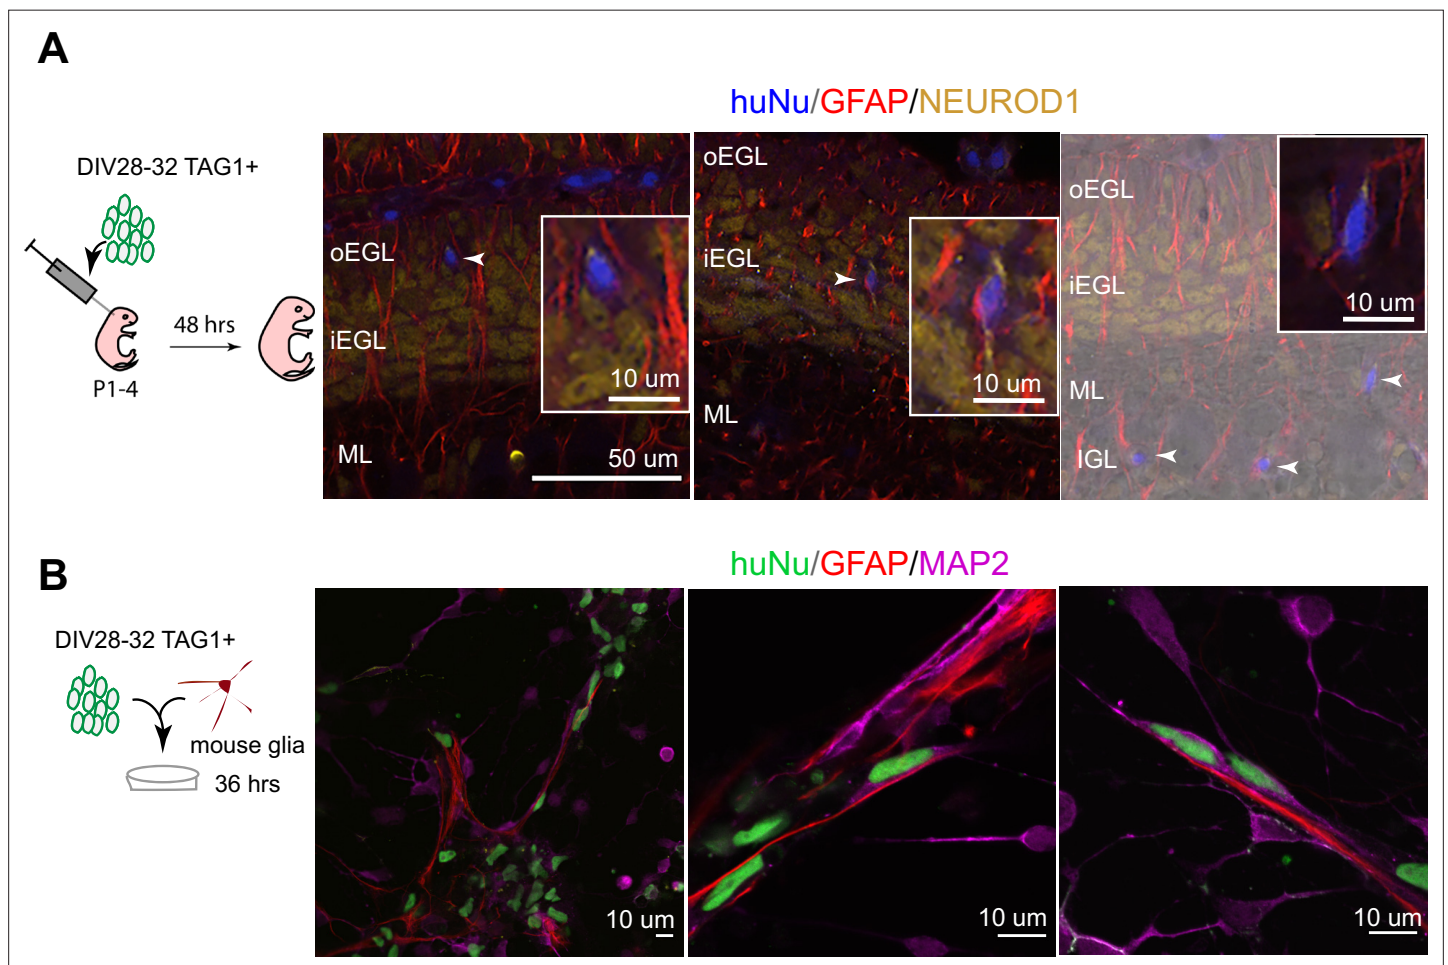 A
huNu/GFAP/NEUROD1
DIV28-32 TAG1+
48 hrs
P1-4
oEGL
iEGL
ML
10 um
50 um
oEGL
iEGL
ML
10 um
oEGL
iEGL
ML
IGL
10 um
B
huNu/GFAP/MAP2
DIV28-32 TAG1+
mouse glia
36 hrs
10 um
10 um
10 um